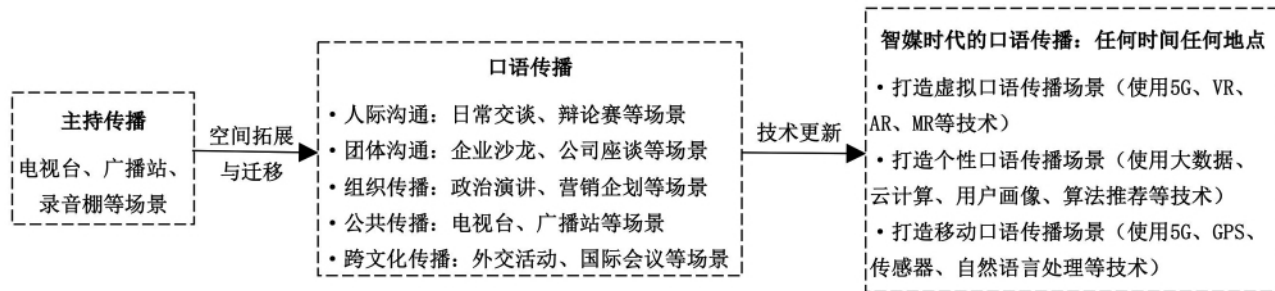 主持传播
电视台、广播站、
录音棚等场景
空间拓展
与迁移
口语传播
·人际沟通：日常交谈、辩论赛等场景
·团体沟通：企业沙龙、公司座谈等场景
·组织传播：政治演讲、营销企划等场景
·公共传播：电视台、广播站等场景
·跨文化传播：外交活动、国际会议等场景
技术更新
智媒时代的口语传播：任何时间任何地点
·打造虚拟口语传播场景（使用5G、VR、
AR、MR等技术）
·打造个性口语传播场景（使用大数据、
云计算、用户画像、算法推荐等技术）
·打造移动口语传播场景（使用5G、GPS、
传感器、自然语言处理等技术）